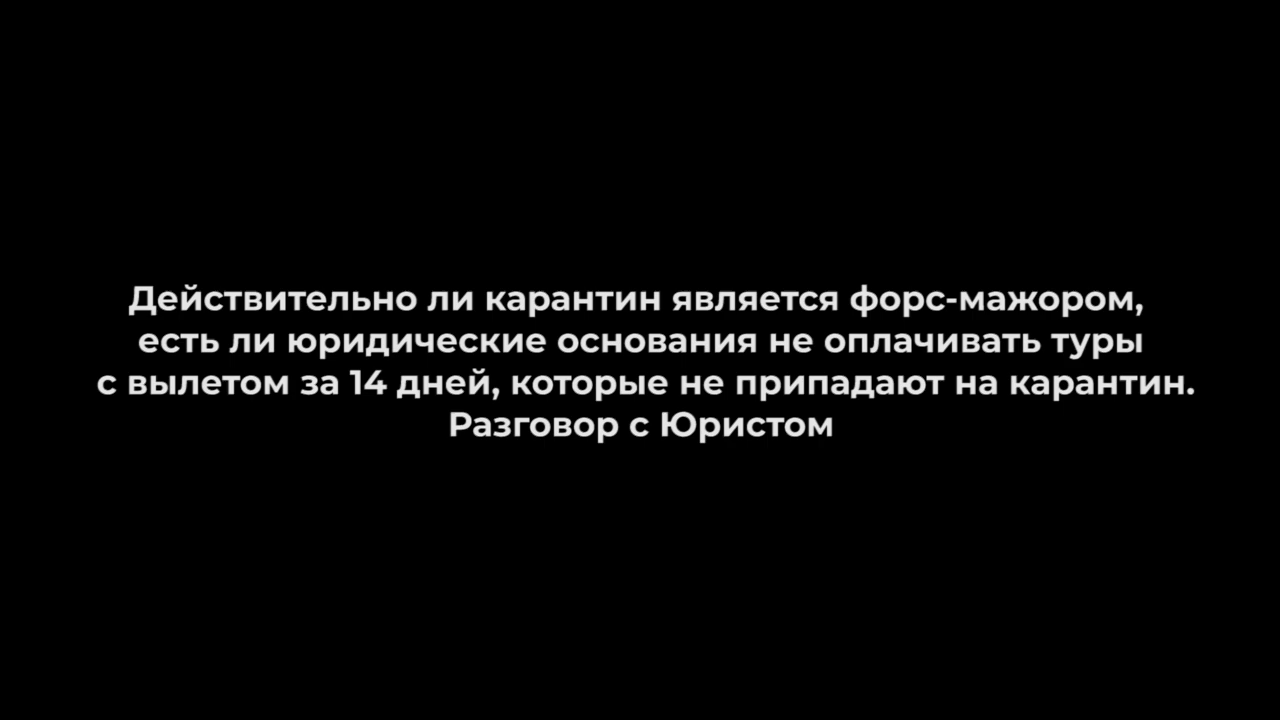 Действительно ли карантин является форс-мажором,
есть ли юридические основания не оплачивать туры
с вылетом за 14 дней, которые не припадают на карантин.
Разговор с Юристом